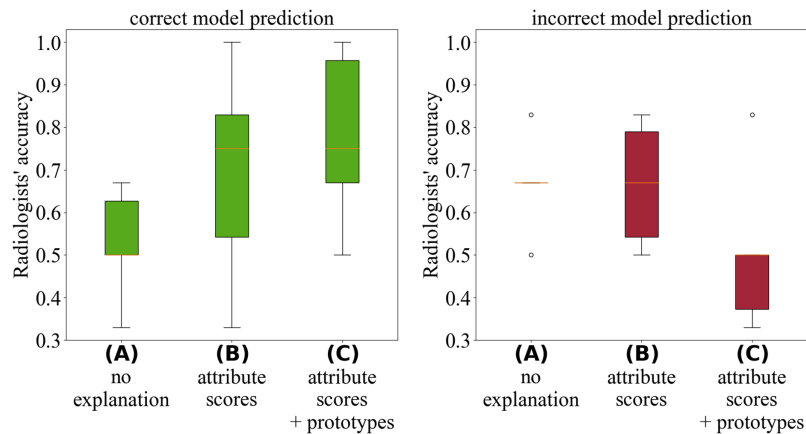 correct model prediction
Radiologists' accuracy
1.0
0.9
0.8
0.7
0.6
0.5
0.4
0.3
(A)
no
explanation
(B)
attribute
scores
(C)
attribute
scores
+ prototypes
incorrect model prediction
Radiologists' accuracy
1.0
0.9
0.8
0.7
0.6
0.5
0.4
0.3
(A)
no
explanation
(B)
attribute
scores
(C)
attribute
scores
+ prototypes